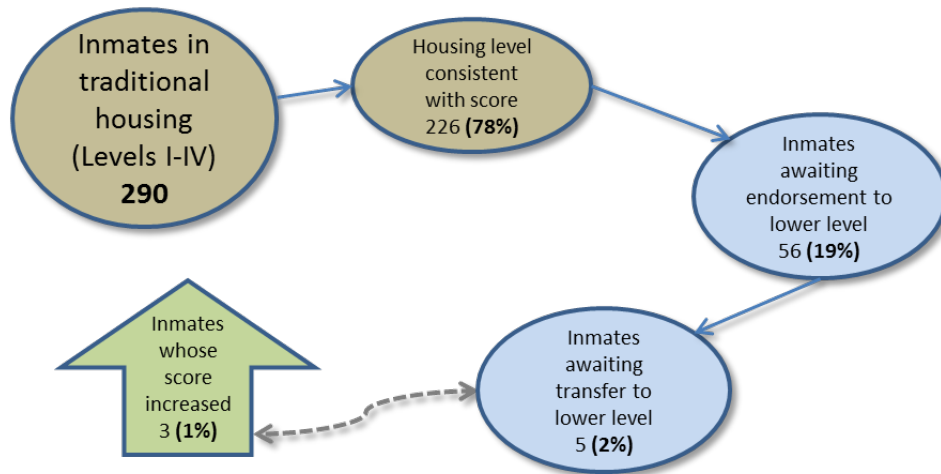 Inmates in
traditional
housing
(Levels I-IV)
290
Housing level
consistent
with score
226 (78%)
Inmates
awaiting
endorsement to
lower level
56 (19%)
Inmates
awaiting
transfer to
lower level
5 (2%)
Inmates
whose
score
increased
3 (1%)